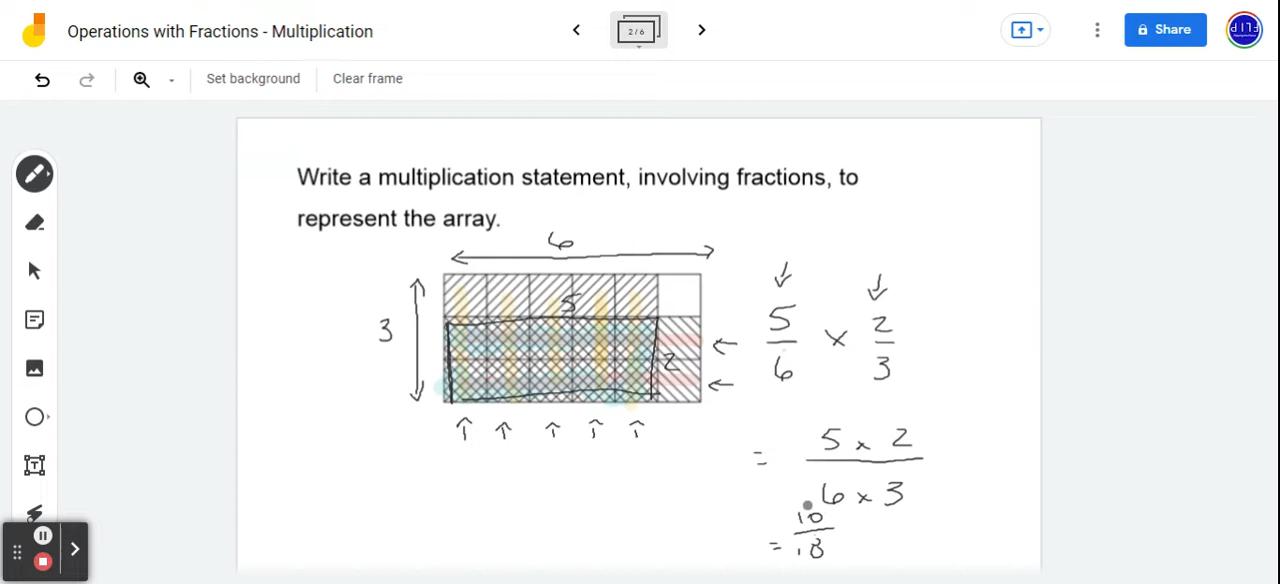 Operations with Fractions - Multiplication
2 / 6
Share
FLIP
Set background
Clear frame
Write a multiplication statement, involving fractions, to
represent the array.
6
3
5
2
5/6 × 2/3
= 5 × 2 / 6 × 3
= 10/18